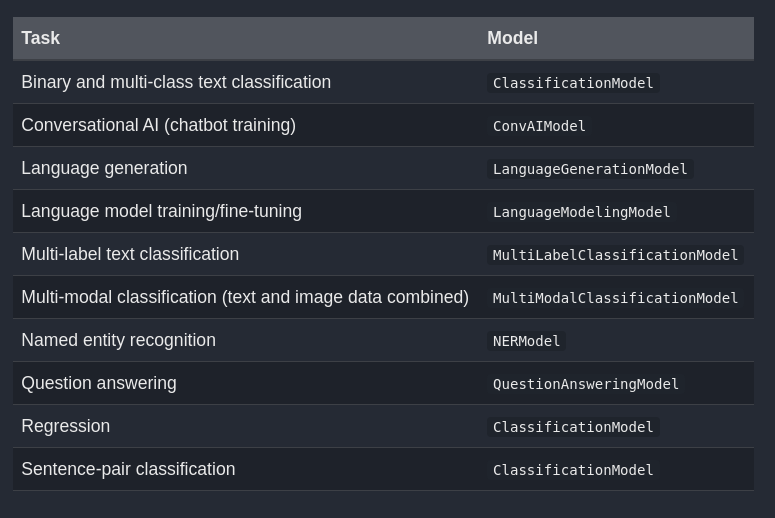 Task Model
Binary and multi-class text classification ClassificationModel
Conversational AI (chatbot training) ConvAIModel
Language generation LanguageGenerationModel
Language model training/fine-tuning LanguageModelingModel
Multi-label text classification MultiLabelClassificationModel
Multi-modal classification (text and image data combined) MultiModalClassificationModel
Named entity recognition NERModel
Question answering QuestionAnsweringModel
Regression ClassificationModel
Sentence-pair classification ClassificationModel